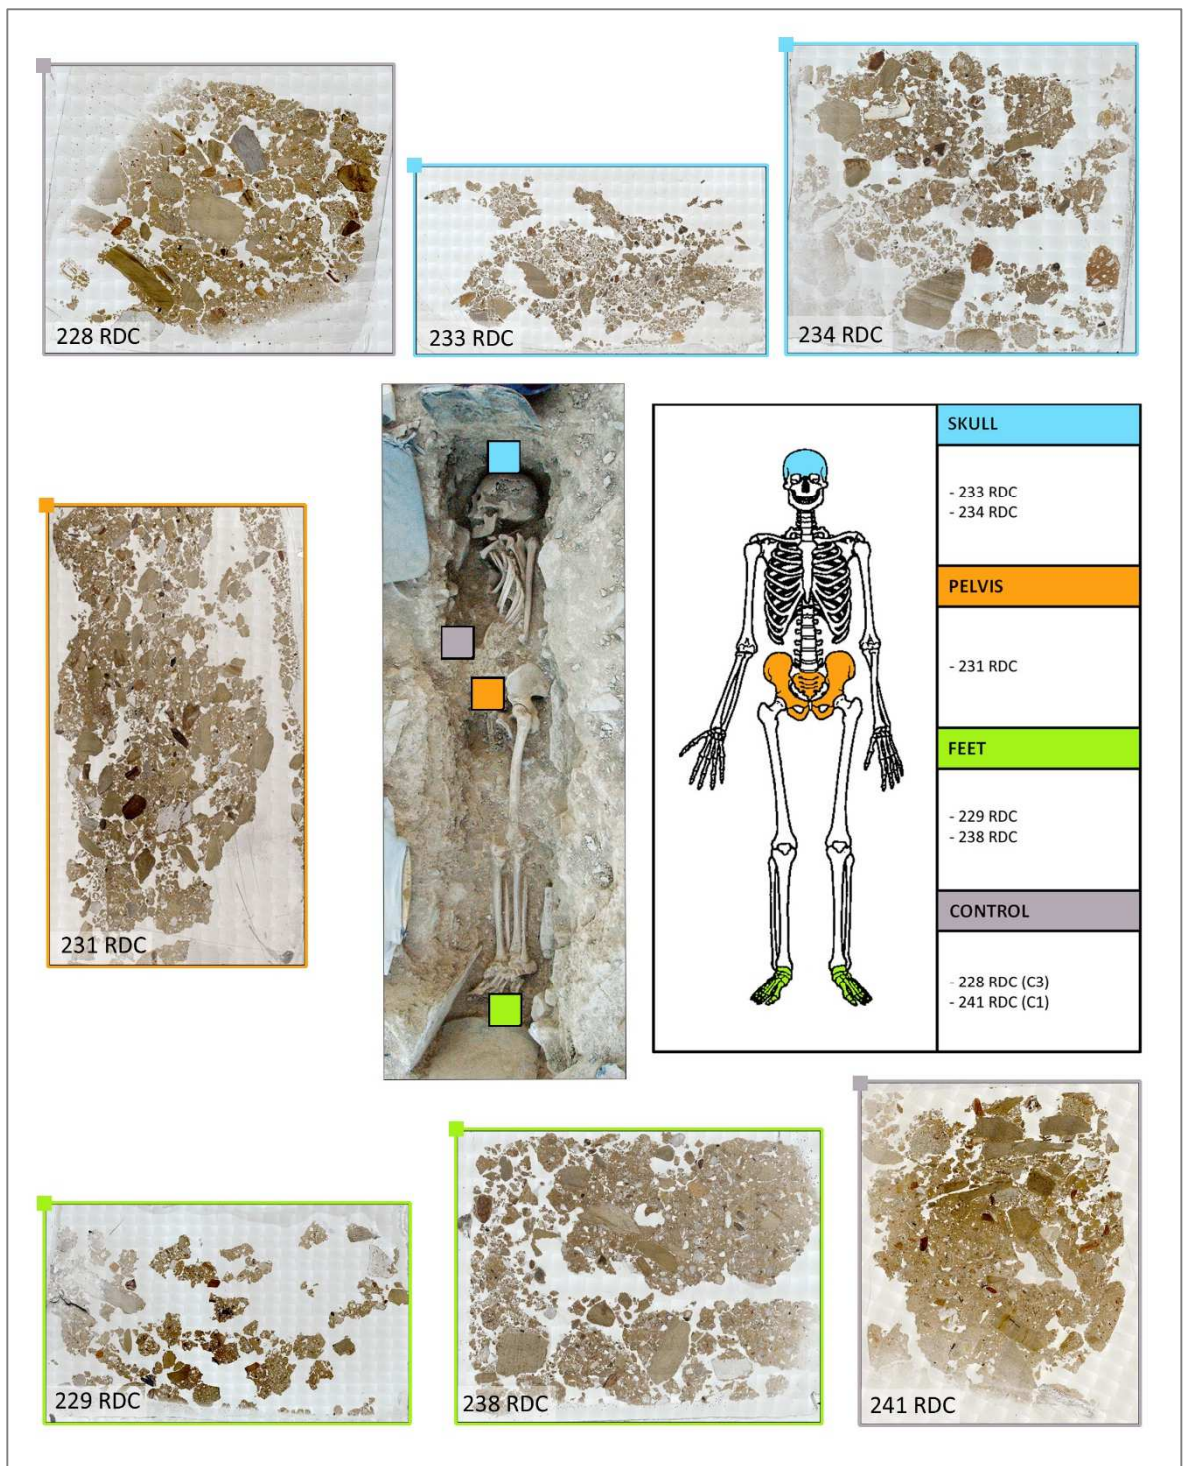 228 RDC
233 RDC
234 RDC
SKULL
- 233 RDC
- 234 RDC
PELVIS
- 231 RDC
FEET
- 229 RDC
- 238 RDC
CONTROL
- 228 RDC (C3)
- 241 RDC (C1)
231 RDC
229 RDC
238 RDC
241 RDC